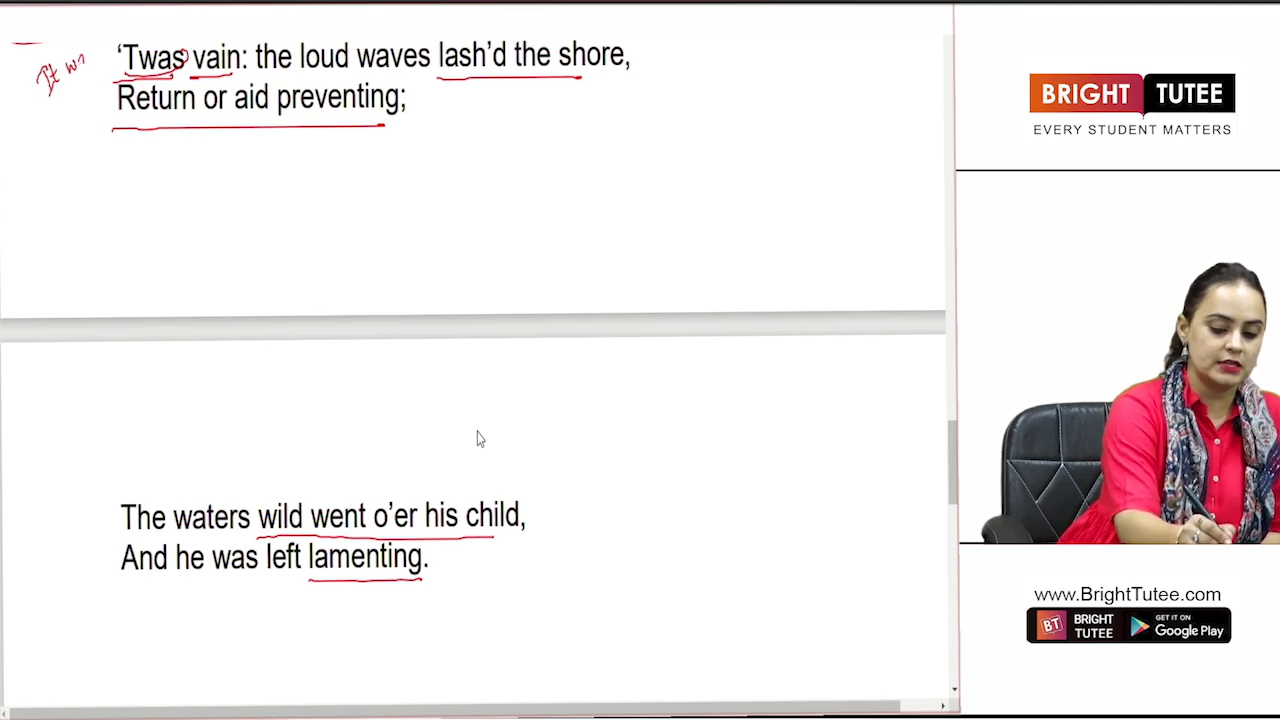 'Twas vain: the loud waves lash'd the shore,
It w
Return or aid preventing;
The waters wild went o'er his child,
And he was left lamenting.
BRIGHT TUTEE
EVERY STUDENT MATTERS
www.BrightTutee.com
BT BRIGHT TUTEE
GET IT ON Google Play